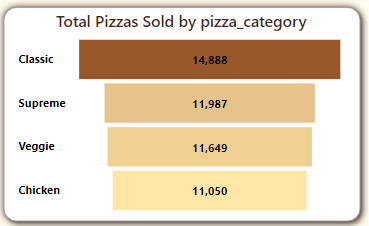 Total Pizzas Sold by pizza_category
Classic 14,888
Supreme 11,987
Veggie 11,649
Chicken 11,050